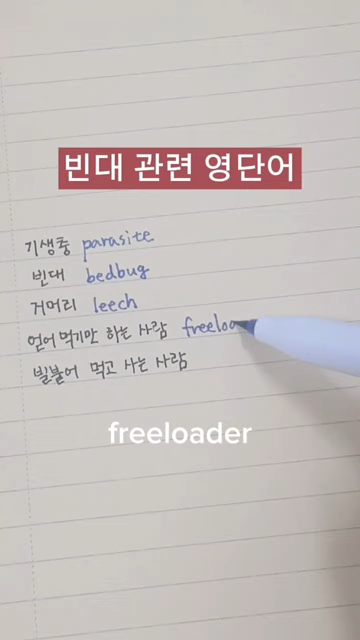 빈대 관련 영단어
기생충 parasite
빈대 bedbug
거머리 leech
얻어 먹기만 하는 사람 freeloa
빌붙어 먹고 사는 사람
freeloader